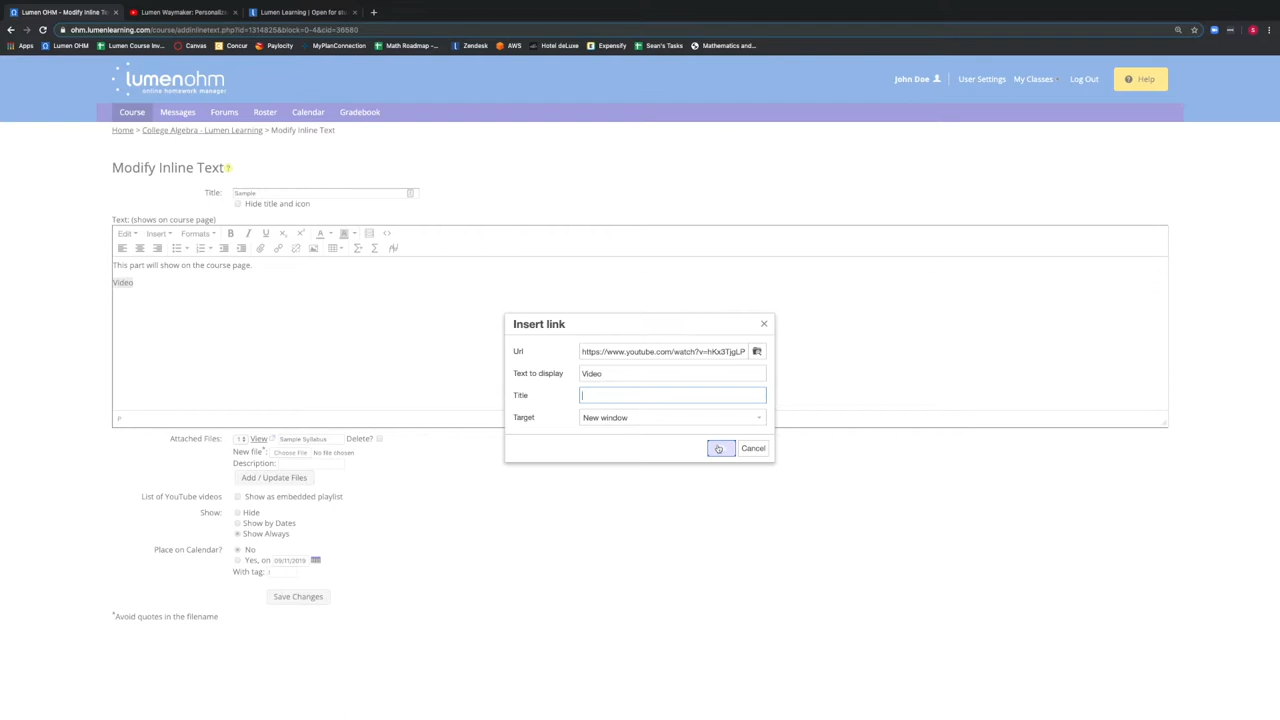 Lumen OHM - Modify Inline Te
Lumen Waymaker: Personaliz
Lumen Learning | Open for stu
ohm.lumenlearning.com/course/addinlinetext.php?id=1314825&block=0-4&cid=36580
Apps
Lumen OHM
Lumen Course Inv...
Canvas
Concur
Paylocity
MyPlanConnection
Math Roadmap -...
Zendesk
AWS
Hotel deLuxe
Expensify
Sean's Tasks
Mathematics and...
lumenohm
online homework manager
John Doe
User Settings
My Classes
Log Out
Help
Course
Messages
Forums
Roster
Calendar
Gradebook
Home > College Algebra - Lumen Learning > Modify Inline Text
Modify Inline Text?
Title:
Sample
Hide title and icon
Text: (shows on course page)
Edit
Insert
Formats
This part will show on the course page.
Video
P
Insert link
Url
https://www.youtube.com/watch?v=hKx3TjgLP
Text to display
Video
Title
Target
New window
Cancel
Attached Files:
1
View
Sample Syllabus
Delete?
New file*:
Choose File
No file chosen
Description:
Add / Update Files
List of YouTube videos
Show as embedded playlist
Show:
Hide
Show by Dates
Show Always
Place on Calendar?
No
Yes, on
09/11/2019
With tag:
!
Save Changes
*Avoid quotes in the filename